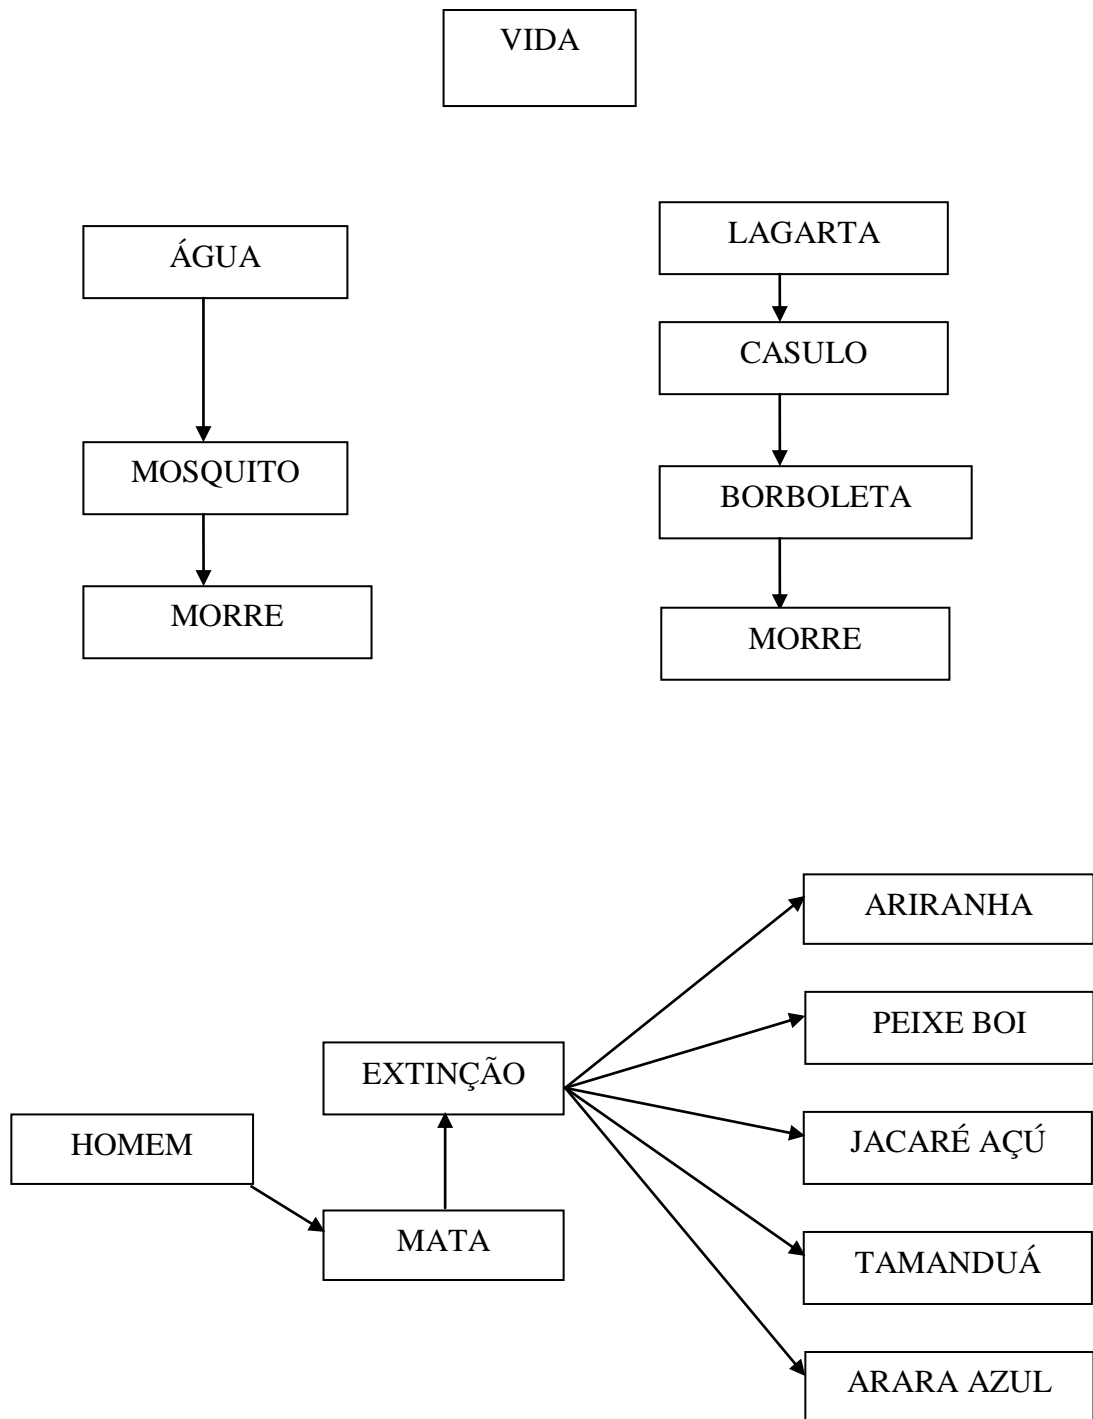 VIDA
ÁGUA
MOSQUITO
MORRE
LAGARTA
CASULO
BORBOLETA
MORRE
HOMEM
MATA
EXTINÇÃO
ARIRANHA
PEIXE BOI
JACARÉ AÇÚ
TAMANDUÁ
ARARA AZUL